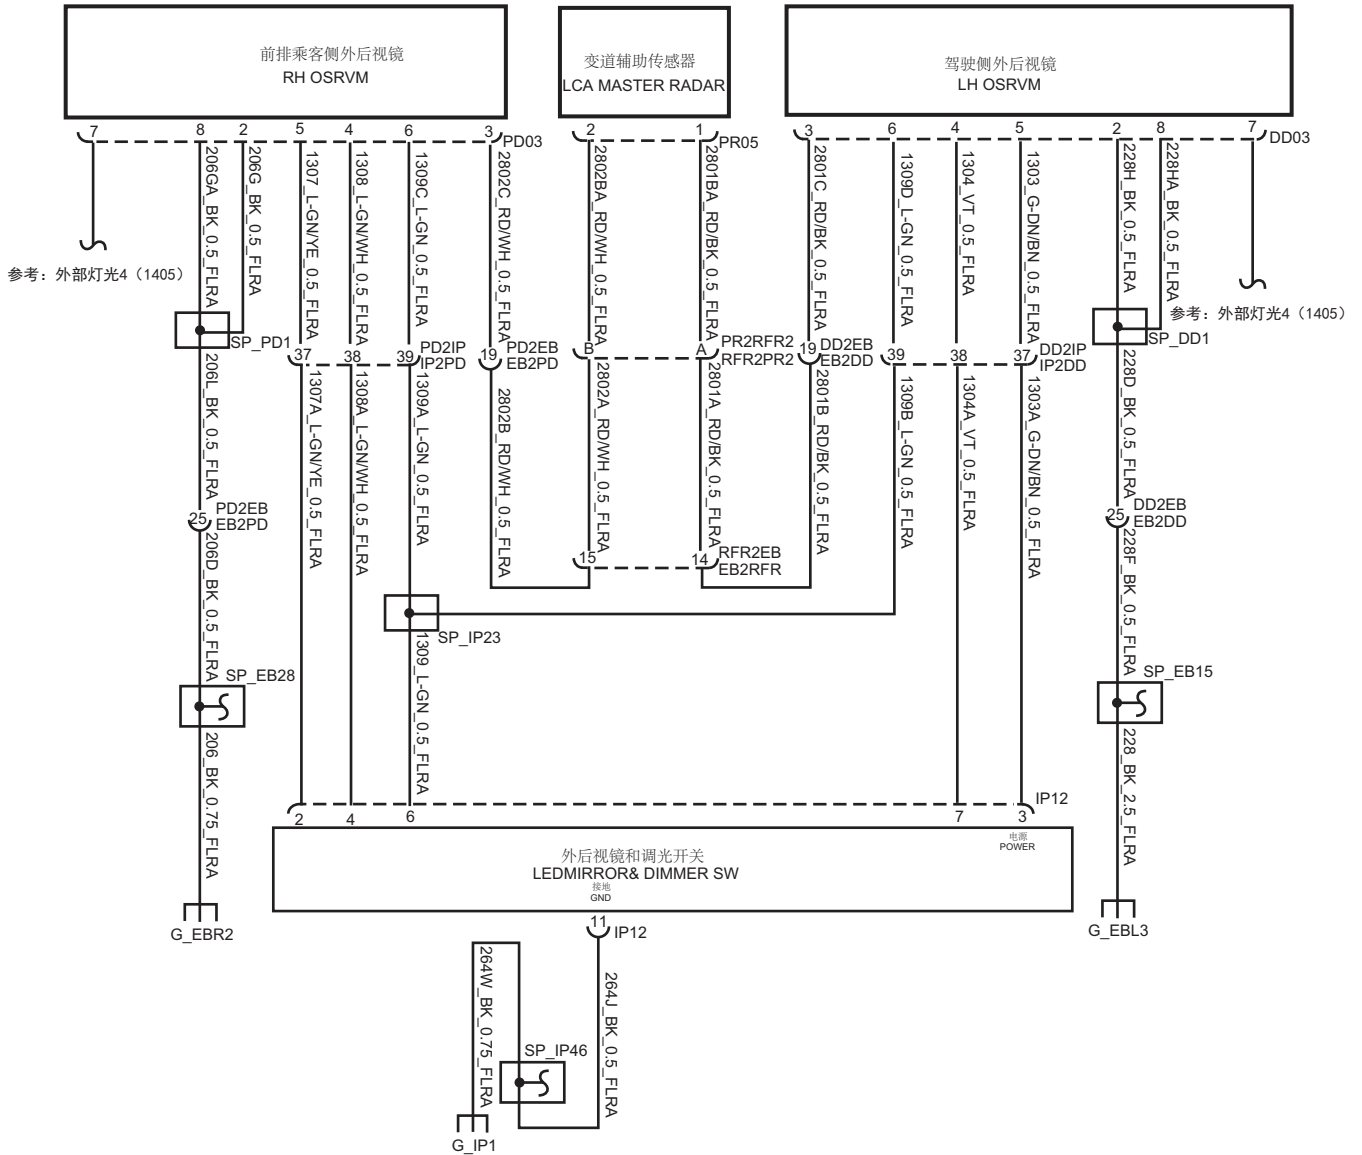 前排乘客侧外后视镜
RH OSRVM
变道辅助传感器
LCA MASTER RADAR
驾驶侧外后视镜
LH OSRVM
7
8
2
5
4
6
3
PD03
2
1
PR05
3
6
4
5
2
8
7
DD03
206GA_BK_0.5_FLRA
206G_BK_0.5_FLRA
1307_L-GN/YE_0.5_FLRA
1308_L-GN/WH_0.5_FLRA
1309C_L-GN_0.5_FLRA
2802C_RD/WH_0.5_FLRA
2802BA_RD/WH_0.5_FLRA
2801BA_RD/BK_0.5_FLRA
2801C_RD/BK_0.5_FLRA
1309D_L-GN_0.5_FLRA
1304_VT_0.5_FLRA
1303_G-DN/BN_0.5_FLRA
228H_BK_0.5_FLRA
228HA_BK_0.5_FLRA
参考：外部灯光4（1405）
参考：外部灯光4（1405）
SP_PD1
37
38
39
PD2IP
IP2PD
19
PD2EB
EB2PD
B
A
PR2RFR2
RFR2PR2
19
DD2EB
EB2DD
39
38
37
DD2IP
IP2DD
SP_DD1
206L_BK_0.5_FLRA
1307A_L-GN/YE_0.5_FLRA
1308A_L-GN/WH_0.5_FLRA
1309A_L-GN_0.5_FLRA
2802B_RD/WH_0.5_FLRA
2802A_RD/WH_0.5_FLRA
2801A_RD/BK_0.5_FLRA
2801B_RD/BK_0.5_FLRA
1309B_L-GN_0.5_FLRA
1304A_VT_0.5_FLRA
1303A_G-DN/BN_0.5_FLRA
228D_BK_0.5_FLRA
25
PD2EB
EB2PD
25
DD2EB
EB2DD
15
14
RFR2EB
EB2RFR
206D_BK_0.5_FLRA
228F_BK_0.5_FLRA
SP_IP23
SP_EB28
SP_EB15
1309_L-GN_0.5_FLRA
206_BK_0.75_FLRA
228_BK_2.5_FLRA
2
4
6
7
3
IP12
电源
POWER
外后视镜和调光开关
LEDMIRROR& DIMMER SW
接地
GND
G_EBR2
G_EBL3
11
IP12
264W_BK_0.75_FLRA
264J_BK_0.5_FLRA
SP_IP46
G_IP1